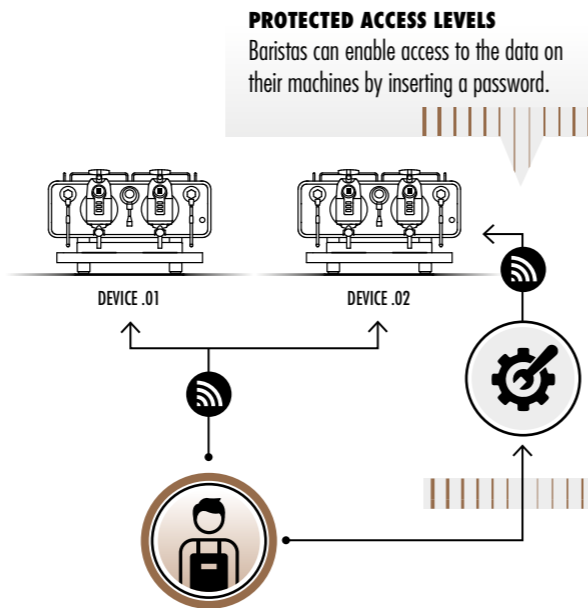 PROTECTED ACCESS LEVELS
Baristas can enable access to the data on
their machines by inserting a password.
DEVICE .01
DEVICE .02